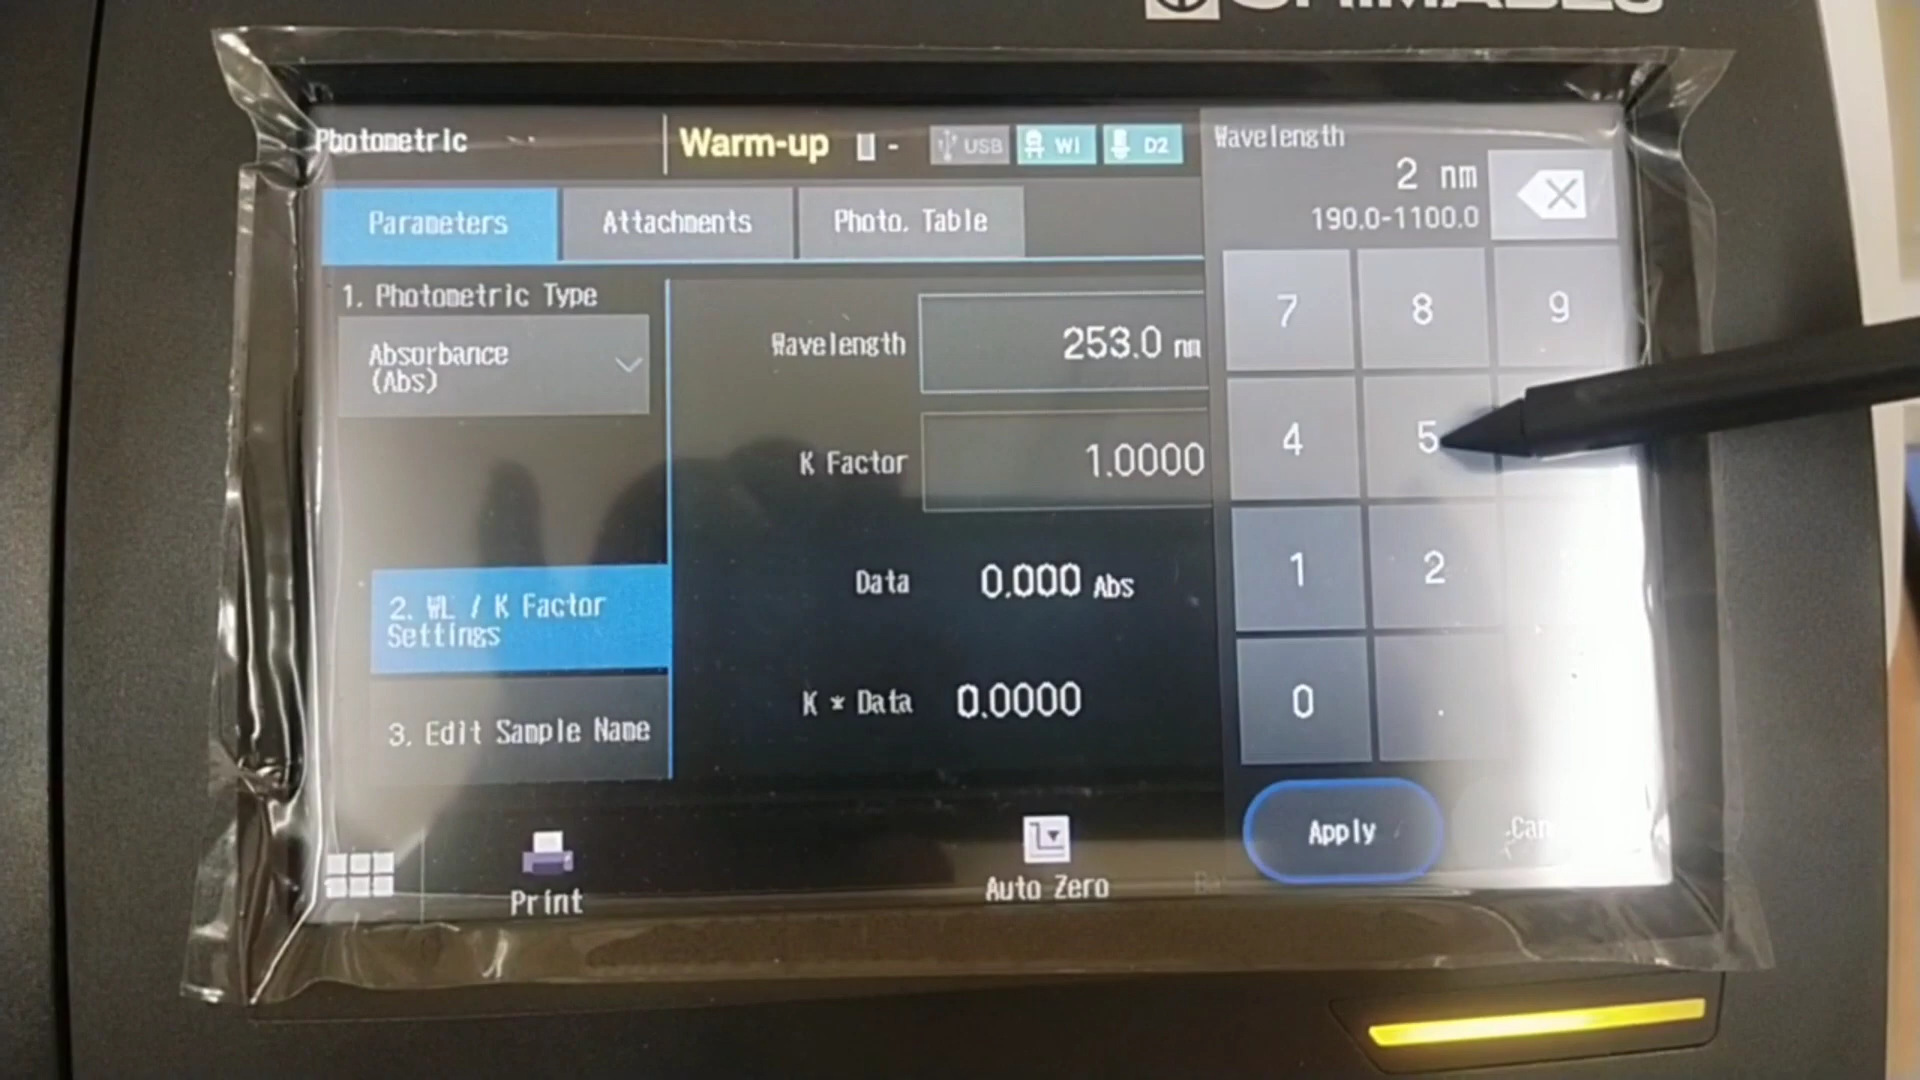 SHIMADZU
Photometric
Warm-up
-
USB
WI
D2
Wavelength
2 nm
190.0-1100.0
Parameters
Attachments
Photo. Table
1. Photometric Type
Absorbance
(Abs)
Wavelength
253.0 nm
K Factor
1.0000
7
8
9
4
5
1
2
0
.
2. WL / K Factor
Settings
Data
0.000 Abs
K * Data
0.0000
3. Edit Sample Name
Print
Auto Zero
Apply
Can